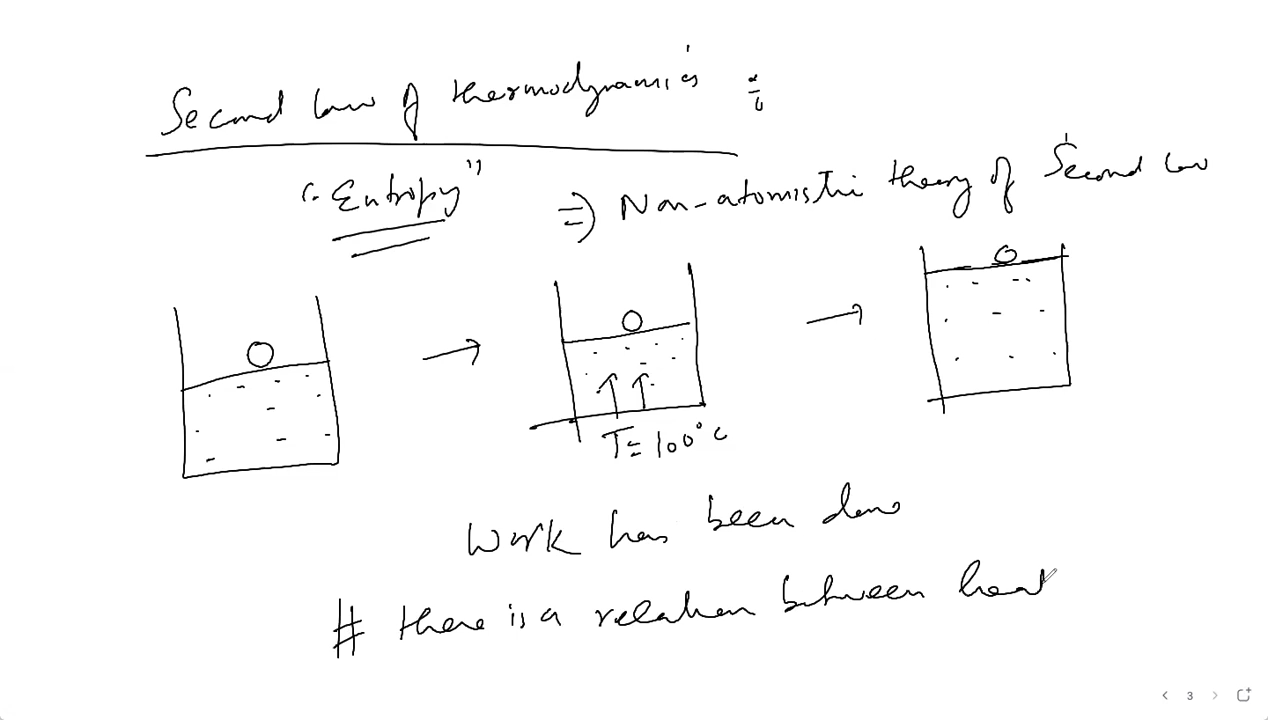 Second law of thermodynamics :
"Entropy" ⇒ Non-atomistic theory of Second law
T = 100°C
Work has been done
# there is a relation between heat
3